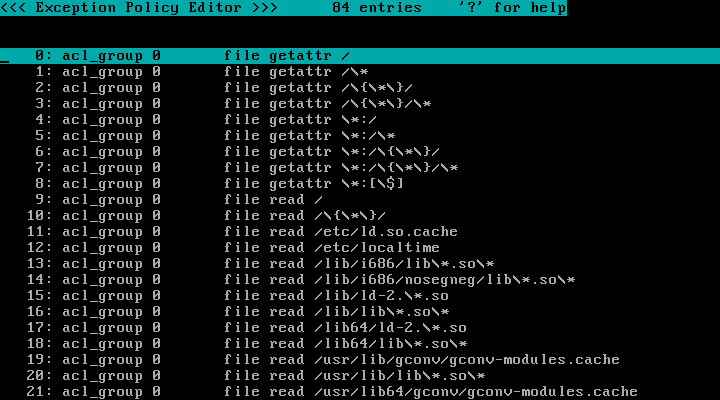 <<< Exception Policy Editor >>>      84 entries    '?' for help
0: acl_group 0       file getattr /
1: acl_group 0       file getattr /\*
2: acl_group 0       file getattr /\{\*\}/
3: acl_group 0       file getattr /\{\*\}/\*
4: acl_group 0       file getattr \*:/
5: acl_group 0       file getattr \*:/\*
6: acl_group 0       file getattr \*:/\{\*\}/
7: acl_group 0       file getattr \*:/\{\*\}/\*
8: acl_group 0       file getattr \*:[\$]
9: acl_group 0       file read /
10: acl_group 0       file read /\{\*\}/
11: acl_group 0       file read /etc/ld.so.cache
12: acl_group 0       file read /etc/localtime
13: acl_group 0       file read /lib/i686/lib\*.so\*
14: acl_group 0       file read /lib/i686/nosegneg/lib\*.so\*
15: acl_group 0       file read /lib/ld-2.\*.so
16: acl_group 0       file read /lib/lib\*.so\*
17: acl_group 0       file read /lib64/ld-2.\*.so
18: acl_group 0       file read /lib64/lib\*.so\*
19: acl_group 0       file read /usr/lib/gconv/gconv-modules.cache
20: acl_group 0       file read /usr/lib/lib\*.so\*
21: acl_group 0       file read /usr/lib64/gconv/gconv-modules.cache